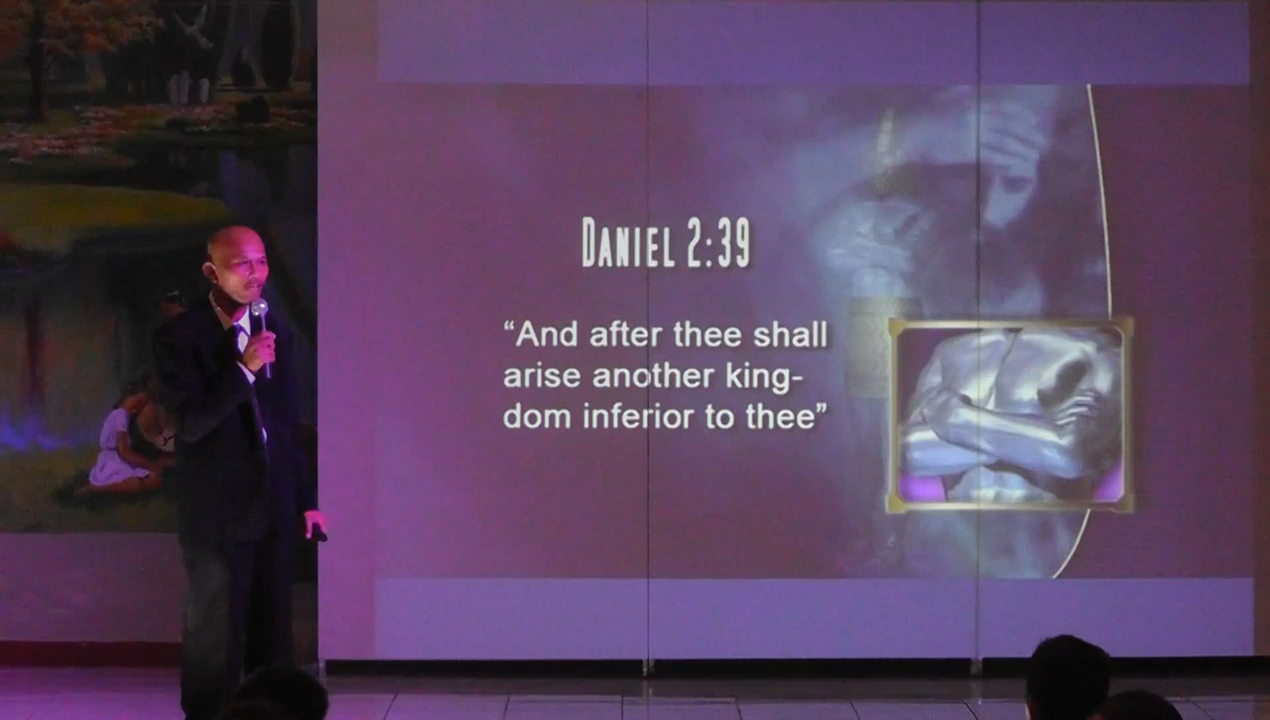 DANIEL 2:39
“And after thee shall
arise another king-
dom inferior to thee”